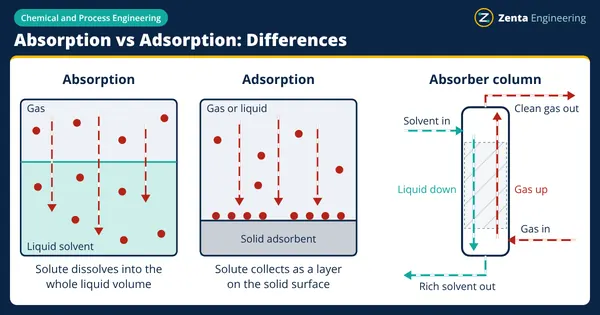 Chemical and Process Engineering
Zenta Engineering
Absorption vs Adsorption: Differences
Absorption
Gas
Liquid solvent
Solute dissolves into the
whole liquid volume
Adsorption
Gas or liquid
Solid adsorbent
Solute collects as a layer
on the solid surface
Absorber column
Clean gas out
Solvent in
Liquid down
Gas up
Gas in
Rich solvent out